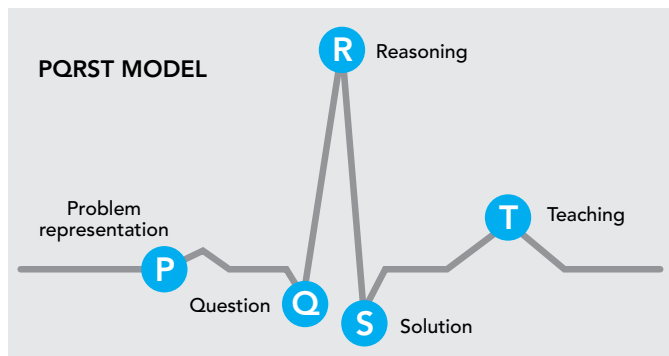 PQRST MODEL
R
Reasoning
Problem
representation
P
Question
Q
S
Solution
T
Teaching